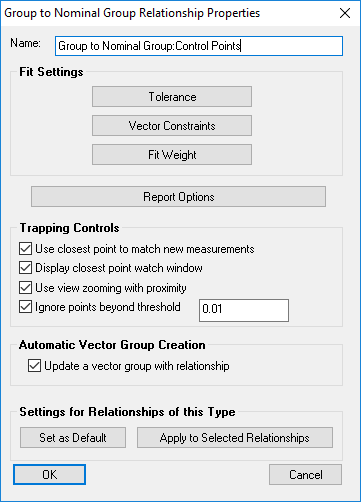 Group to Nominal Group Relationship Properties
Name: Group to Nominal Group:Control Points
Fit Settings
Tolerance
Vector Constraints
Fit Weight
Report Options
Trapping Controls
Use closest point to match new measurements
Display closest point watch window
Use view zooming with proximity
Ignore points beyond threshold 0.01
Automatic Vector Group Creation
Update a vector group with relationship
Settings for Relationships of this Type
Set as Default Apply to Selected Relationships
OK Cancel